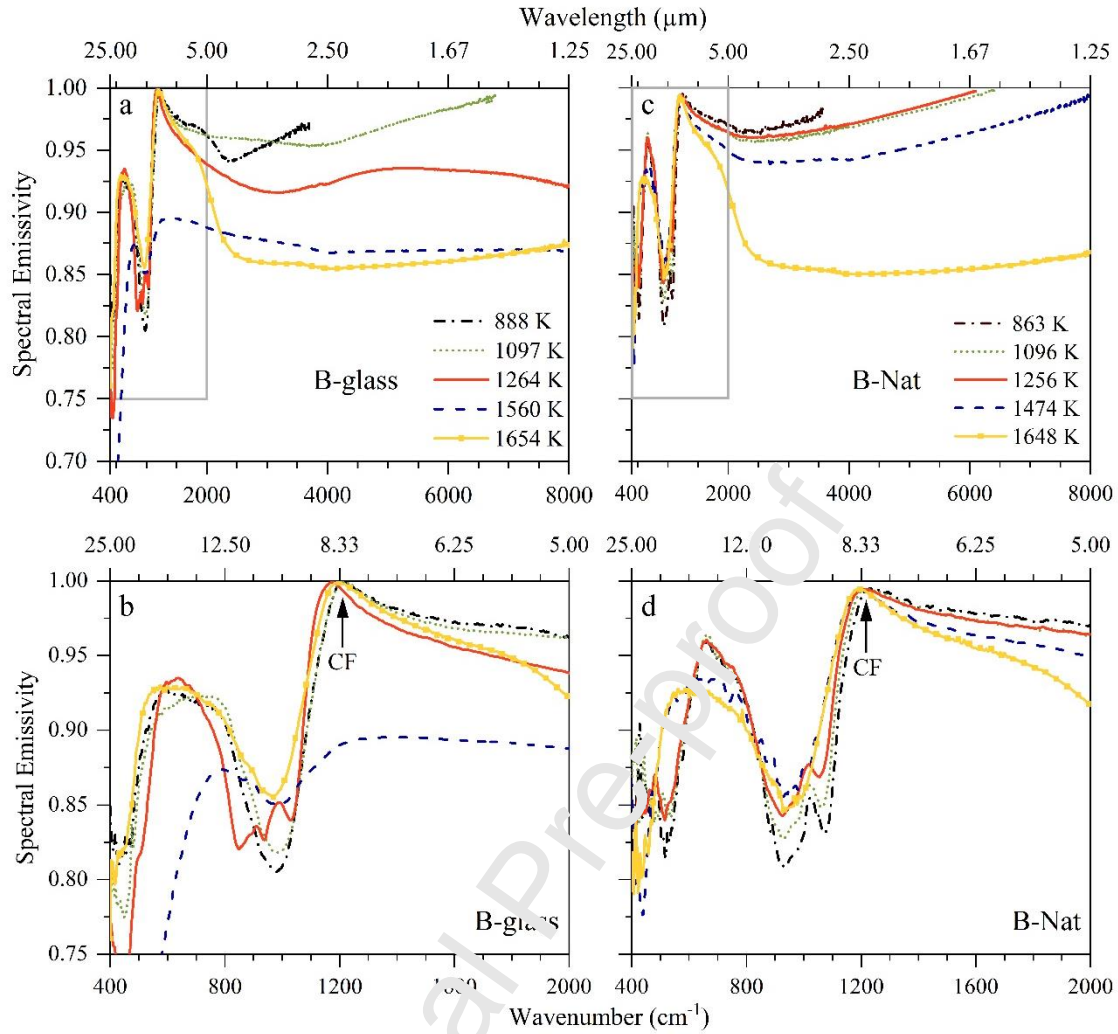 Wavelength (µm)
25.00 5.00 2.50 1.67 1.25
25.00 5.00 2.50 1.67 1.25
a
c
1.00
0.95
0.90
0.85
0.80
0.75
0.70
Spectral Emissivity
888 K
1097 K
1264 K
1560 K
1654 K
B-glass
863 K
1096 K
1256 K
1474 K
1648 K
B-Nat
400 2000 4000 6000 8000
400 2000 4000 6000 8000
25.00 12.50 8.33 6.25 5.00
25.00 8.33 6.25 5.00
b
d
1.00
0.95
0.90
0.85
0.80
0.75
Spectral Emissivity
CF
CF
B-glass
B-Nat
400 800 1200 1600 2000
400 800 1200 1600 2000
Wavenumber (cm⁻¹)
al Pre-proof